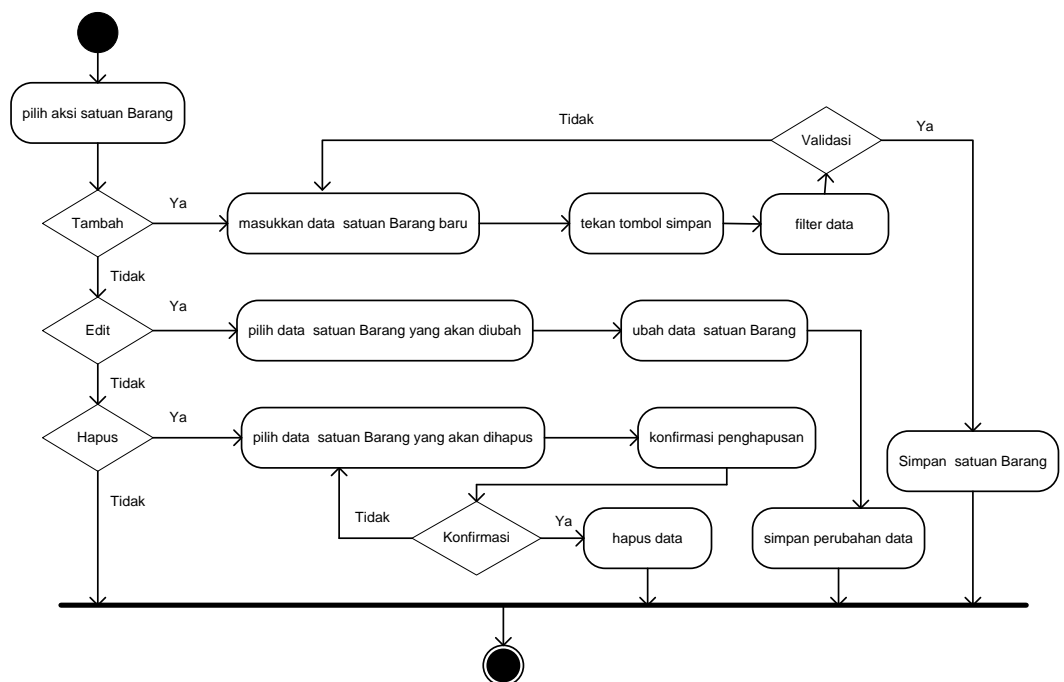 pilih aksi satuan Barang
Tidak
Validasi
Ya
Tambah
Ya
masukkan data satuan Barang baru
tekan tombol simpan
filter data
Tidak
Edit
Ya
pilih data satuan Barang yang akan diubah
ubah data satuan Barang
Tidak
Hapus
Ya
pilih data satuan Barang yang akan dihapus
konfirmasi penghapusan
Simpan satuan Barang
Tidak
Tidak
Konfirmasi
Ya
hapus data
simpan perubahan data